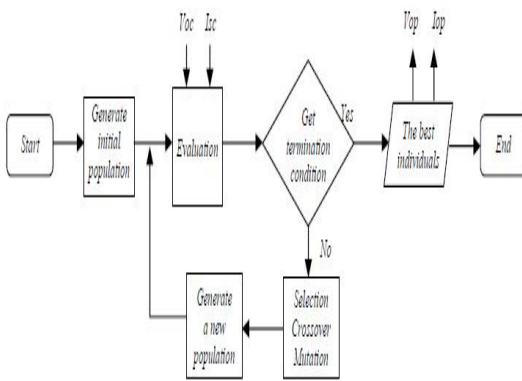 Voc Isc
Vop Iop
Start
Generate
initial
population
Evaluation
Get
termination
condition
Yes
The best
individuals
End
No
Selection
Crossover
Mutation
Generate
a new
population